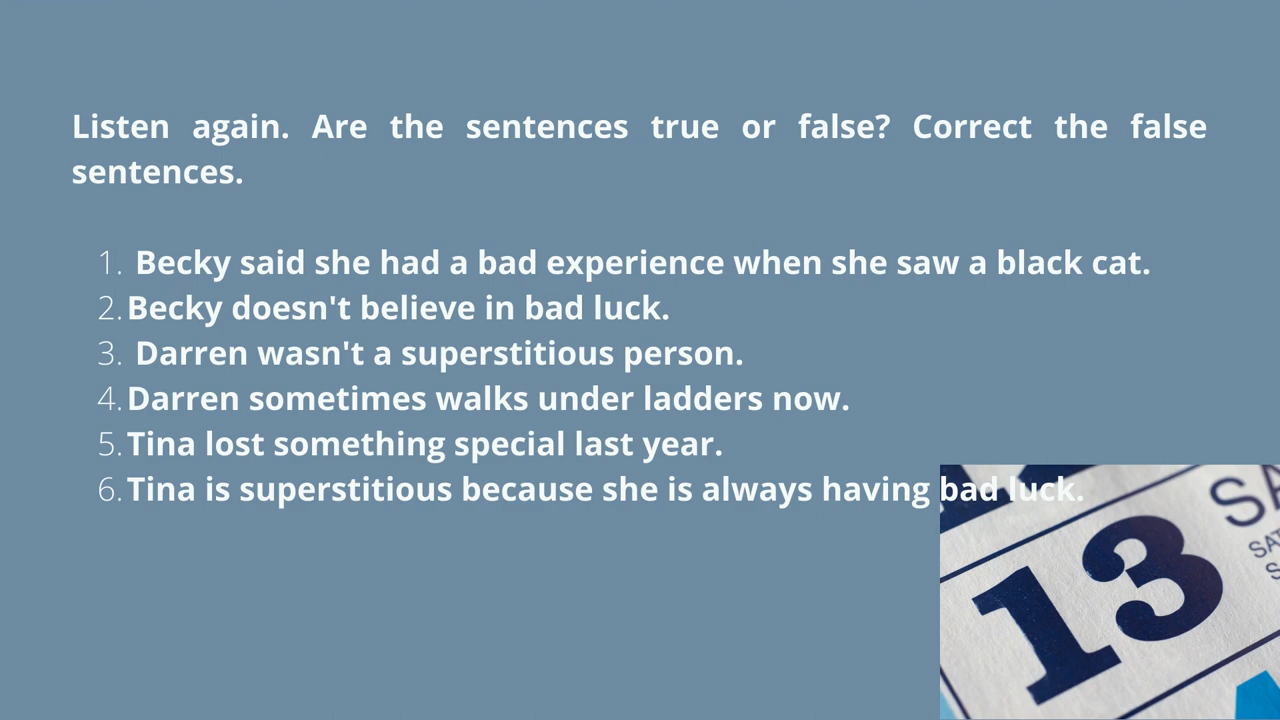 Listen again. Are the sentences true or false? Correct the false
sentences.
1. Becky said she had a bad experience when she saw a black cat.
2. Becky doesn't believe in bad luck.
3. Darren wasn't a superstitious person.
4. Darren sometimes walks under ladders now.
5. Tina lost something special last year.
6. Tina is superstitious because she is always having bad luck.
13